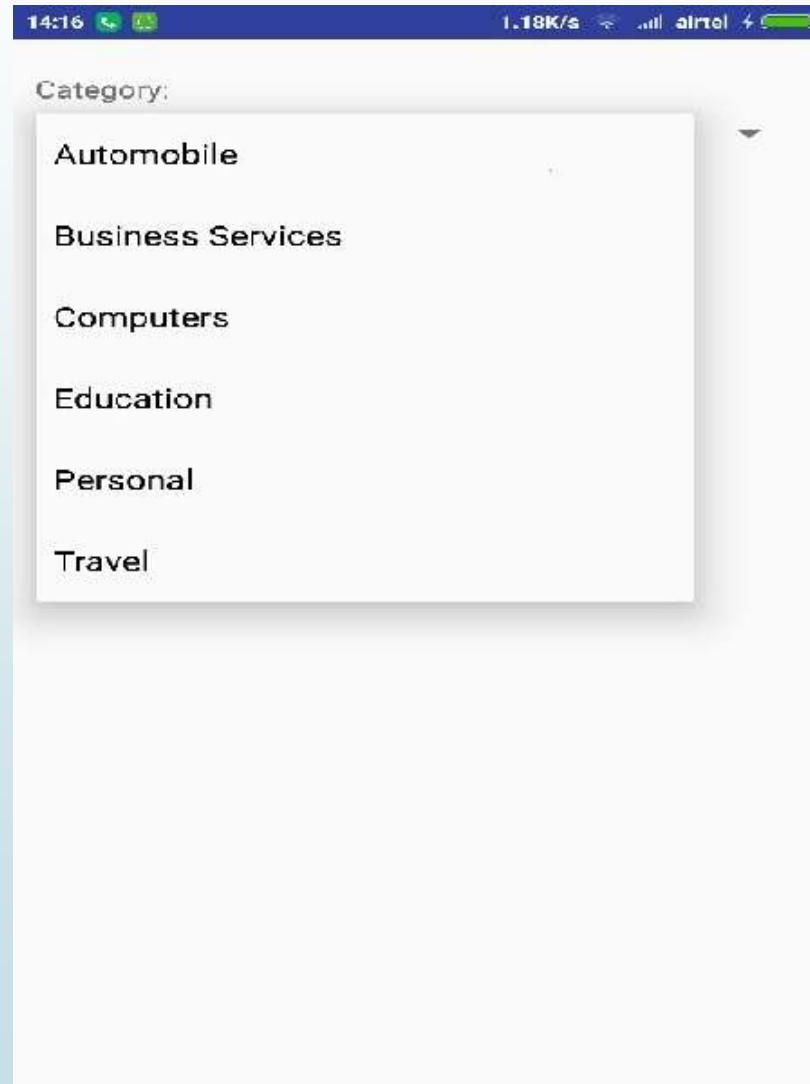 14:16 1.18K/s airtel
Category:
Automobile
Business Services
Computers
Education
Personal
Travel